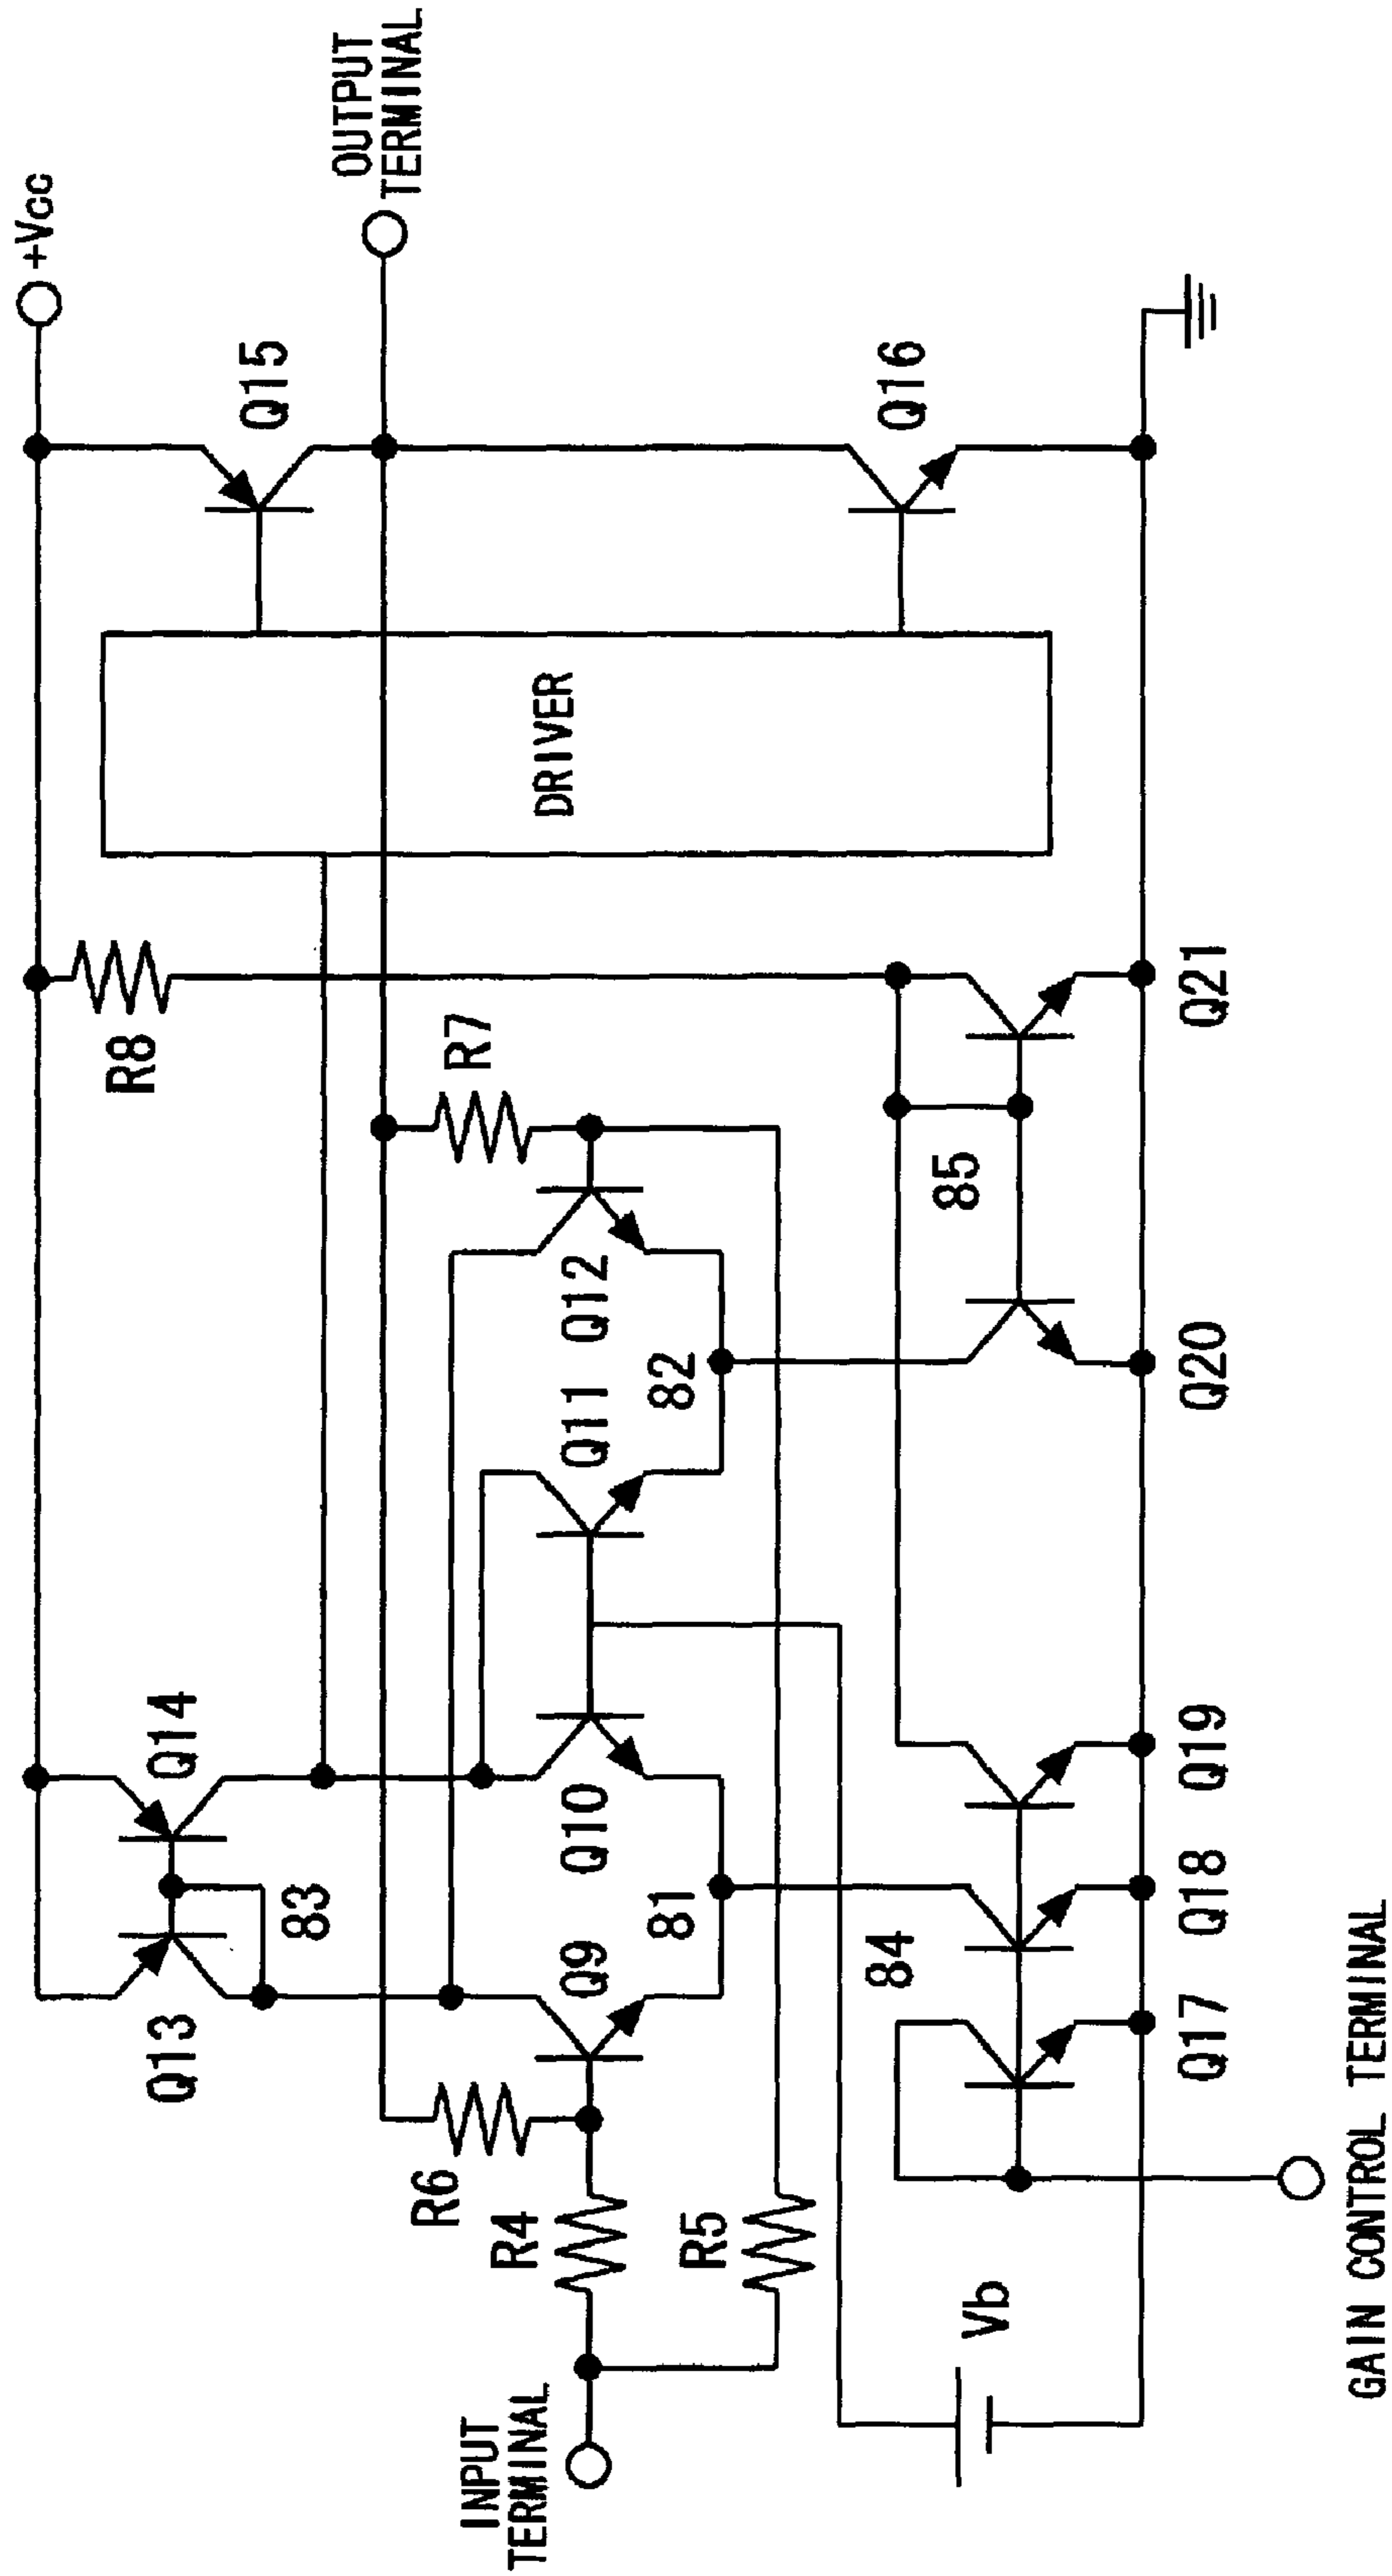 +Vcc
OUTPUT
TERMINAL
Q13
Q14
83
R8
Q15
DRIVER
R6
R7
INPUT
TERMINAL
R4
Q9
Q10
Q11
Q12
81
82
R5
Q16
84
85
Vb
Q17
Q18
Q19
Q20
Q21
GAIN CONTROL TERMINAL